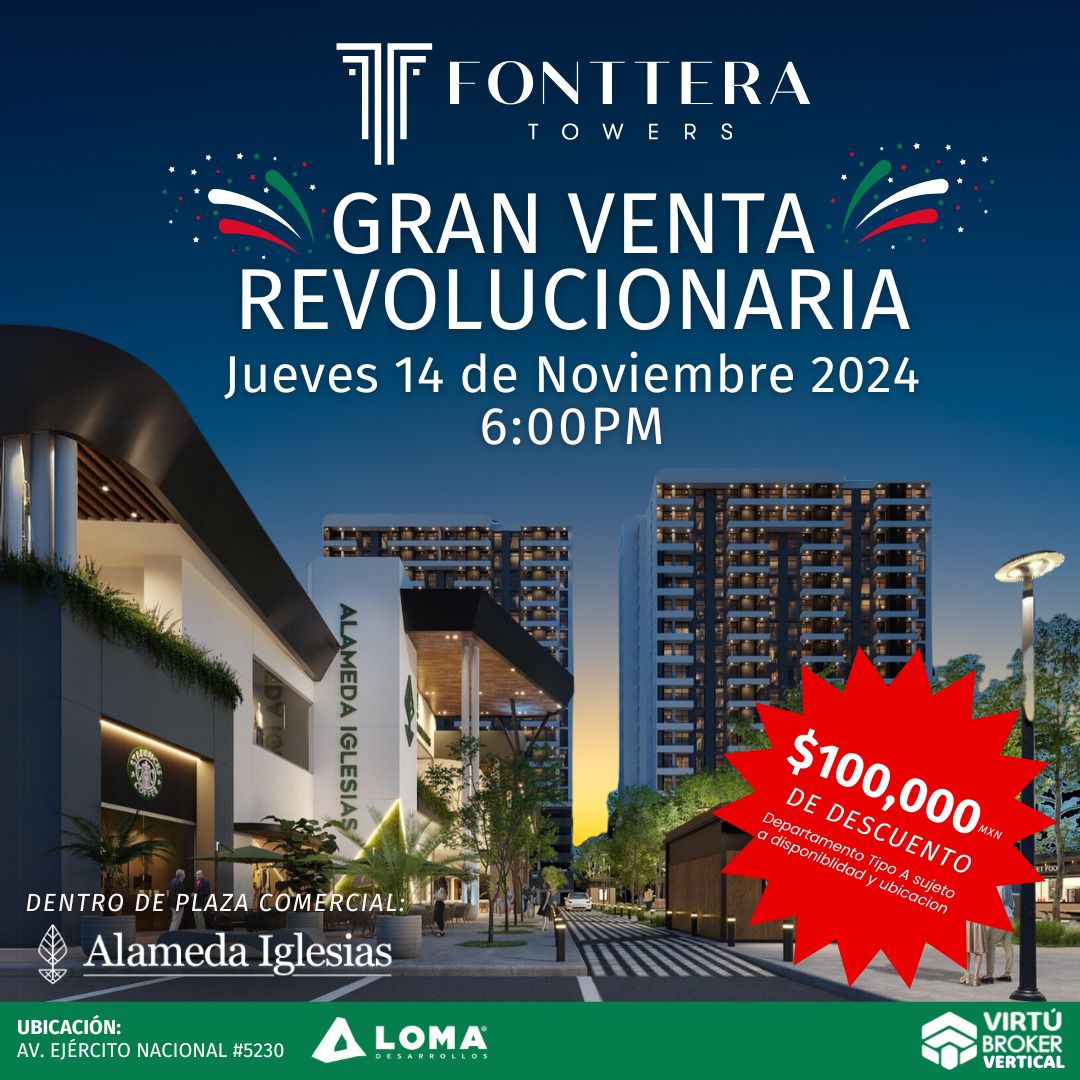 FONTTERA
TOWERS
GRAN VENTA
REVOLUCIONARIA
Jueves 14 de Noviembre 2024
6:00PM
ALAMEDA IGLESIAS
$100,000 MXN
DE DESCUENTO
Departamento Tipo A sujeto
a disponiblidad y ubicacion
DENTRO DE PLAZA COMERCIAL:
Alameda Iglesias
UBICACIÓN:
AV. EJÉRCITO NACIONAL #5230
LOMA®
DESARROLLOS
VIRTÚ
BROKER
VERTICAL